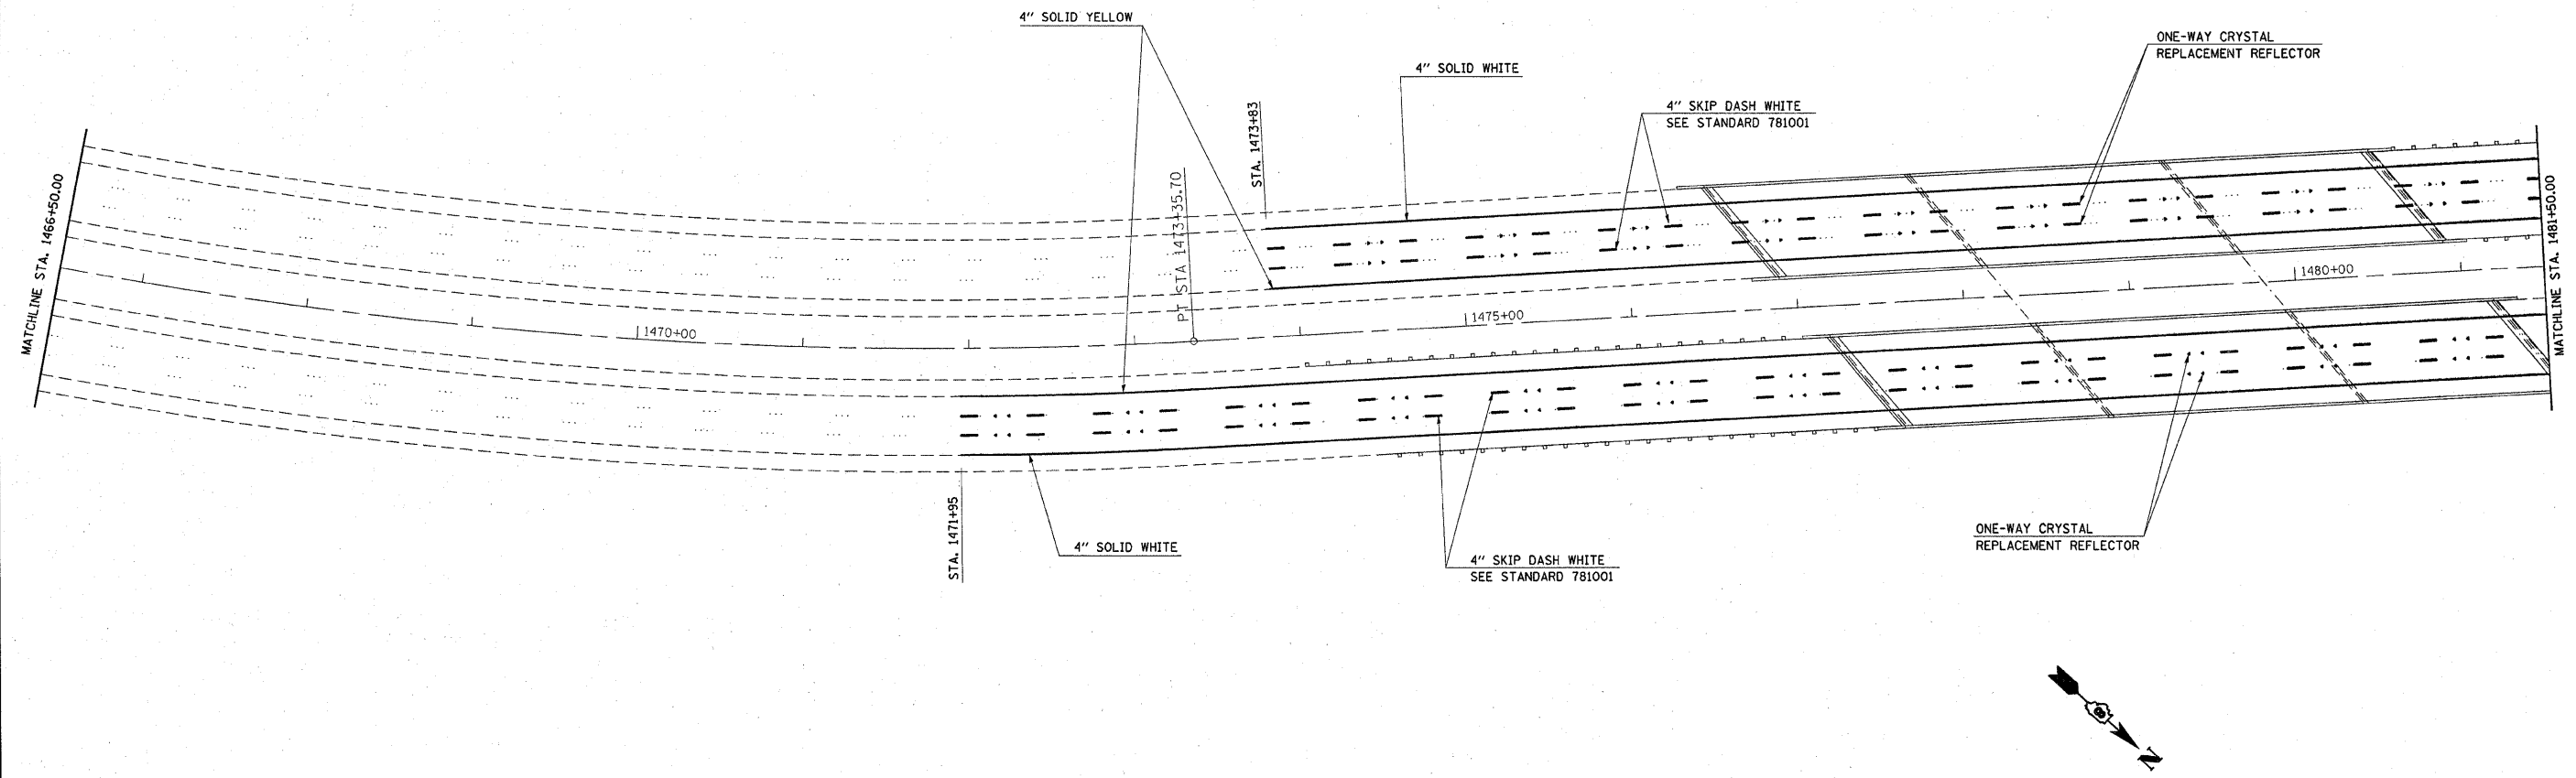 4" SOLID YELLOW
4" SOLID WHITE
ONE-WAY CRYSTAL
REPLACEMENT REFLECTOR
4" SKIP DASH WHITE
SEE STANDARD 781001
STA. 1473+83
PT STA 1473+35.70
MATCHLINE STA. 1466+50.00
MATCHLINE STA. 1481+50.00
1470+00
1475+00
1480+00
STA. 1471+95
4" SOLID WHITE
4" SKIP DASH WHITE
SEE STANDARD 781001
ONE-WAY CRYSTAL
REPLACEMENT REFLECTOR
N